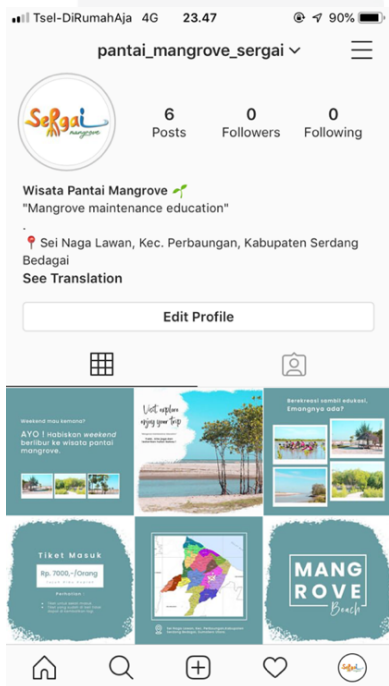 Tsel-DiRumahAja 4G 23.47 90%
pantai_mangrove_sergai
SeRgai
mangrove
6 0 0
Posts Followers Following
Wisata Pantai Mangrove
"Mangrove maintenance education"
.
Sei Naga Lawan, Kec. Perbaungan, Kabupaten Serdang
Bedagai
See Translation
Edit Profile
Weekend mau kemana?
AYO ! Habiskan weekend
berlibur ke wisata pantai
mangrove.
Visit explore
enjoy your trip
Berekreasi sambil edukasi,
Emangnya ada?
Tiket Masuk
Rp. 7000,-/Orang
Perhatian :
MANG
ROVE
Beach